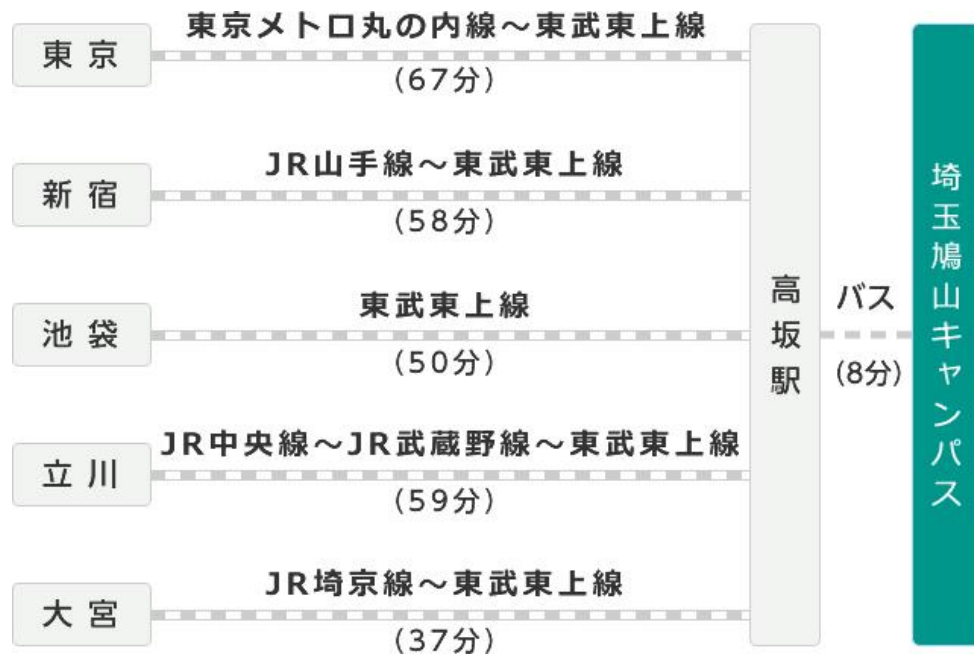 東京
東京メトロ丸の内線～東武東上線
(67分)
新宿
JR山手線～東武東上線
(58分)
池袋
東武東上線
(50分)
立川
JR中央線～JR武蔵野線～東武東上線
(59分)
大宮
JR埼京線～東武東上線
(37分)
高坂駅
バス
(8分)
埼玉鳩山キャンパス